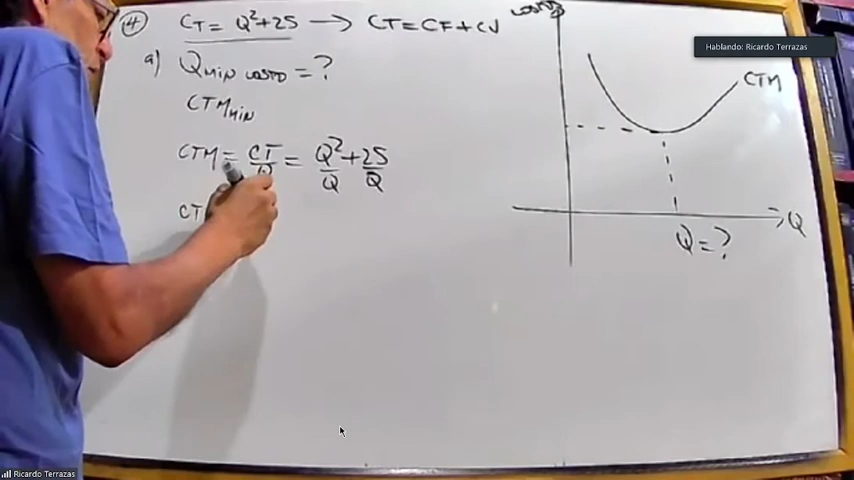 4 CT = Q²+25 → CT = CF + CV
a) Qmin costo = ?
CTMmin
CTM = CT/Q = Q²/Q + 25/Q
CT
costo
CTM
Q
Q = ?
Hablando: Ricardo Terrazas
Ricardo Terrazas